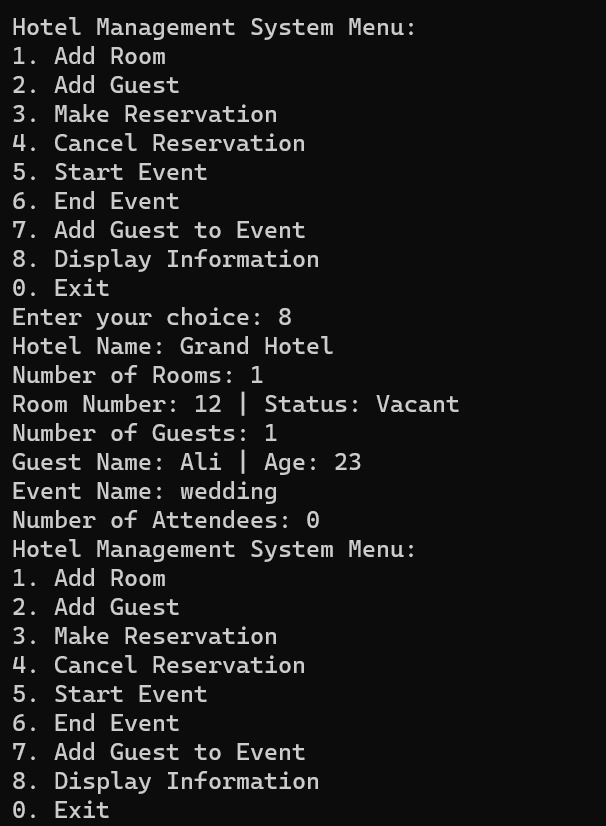 Hotel Management System Menu:
1. Add Room
2. Add Guest
3. Make Reservation
4. Cancel Reservation
5. Start Event
6. End Event
7. Add Guest to Event
8. Display Information
0. Exit
Enter your choice: 8
Hotel Name: Grand Hotel
Number of Rooms: 1
Room Number: 12 | Status: Vacant
Number of Guests: 1
Guest Name: Ali | Age: 23
Event Name: wedding
Number of Attendees: 0
Hotel Management System Menu:
1. Add Room
2. Add Guest
3. Make Reservation
4. Cancel Reservation
5. Start Event
6. End Event
7. Add Guest to Event
8. Display Information
0. Exit